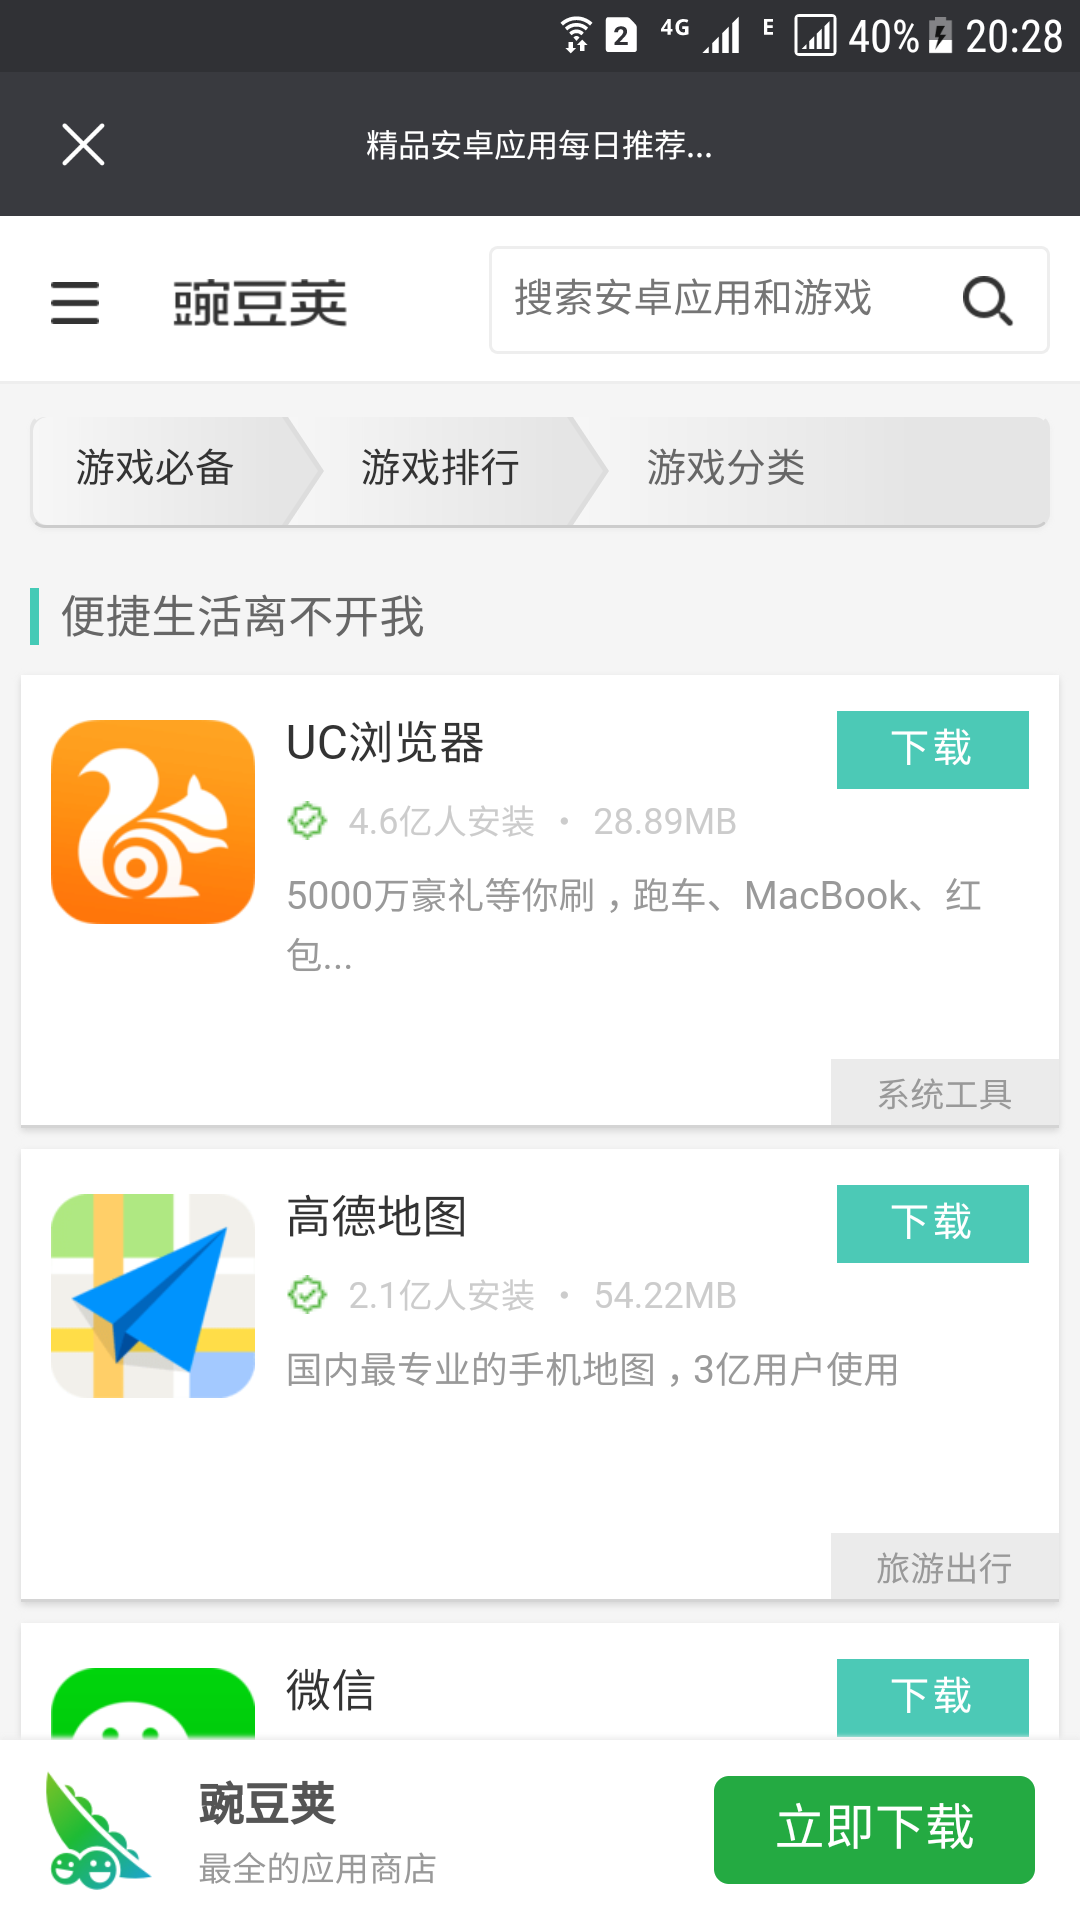 2 4G E 40% 20:28
精品安卓应用每日推荐...
豌豆荚 搜索安卓应用和游戏
游戏必备 游戏排行 游戏分类
便捷生活离不开我
UC浏览器 下载
4.6亿人安装 · 28.89MB
5000万豪礼等你刷，跑车、MacBook、红
包...
系统工具
高德地图 下载
2.1亿人安装 · 54.22MB
国内最专业的手机地图，3亿用户使用
旅游出行
微信 下载
豌豆荚
最全的应用商店
立即下载